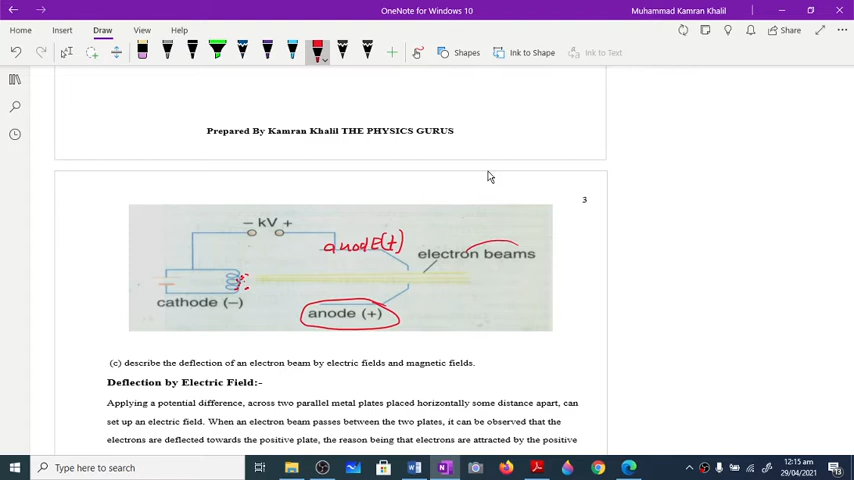 OneNote for Windows 10
Muhammad Kamran Khalil
Home Insert Draw View Help
Share
Shapes Ink to Shape Ink to Text
Prepared By Kamran Khalil THE PHYSICS GURUS
3
– kV +
anodE(+)
electron beams
cathode (–)
anode (+)
(c) describe the deflection of an electron beam by electric fields and magnetic fields.
Deflection by Electric Field:-
Applying a potential difference, across two parallel metal plates placed horizontally some distance apart, can
set up an electric field. When an electron beam passes between the two plates, it can be observed that the
electrons are deflected towards the positive plate, the reason being that electrons are attracted by the positive
Type here to search
12:15 am
29/04/2021